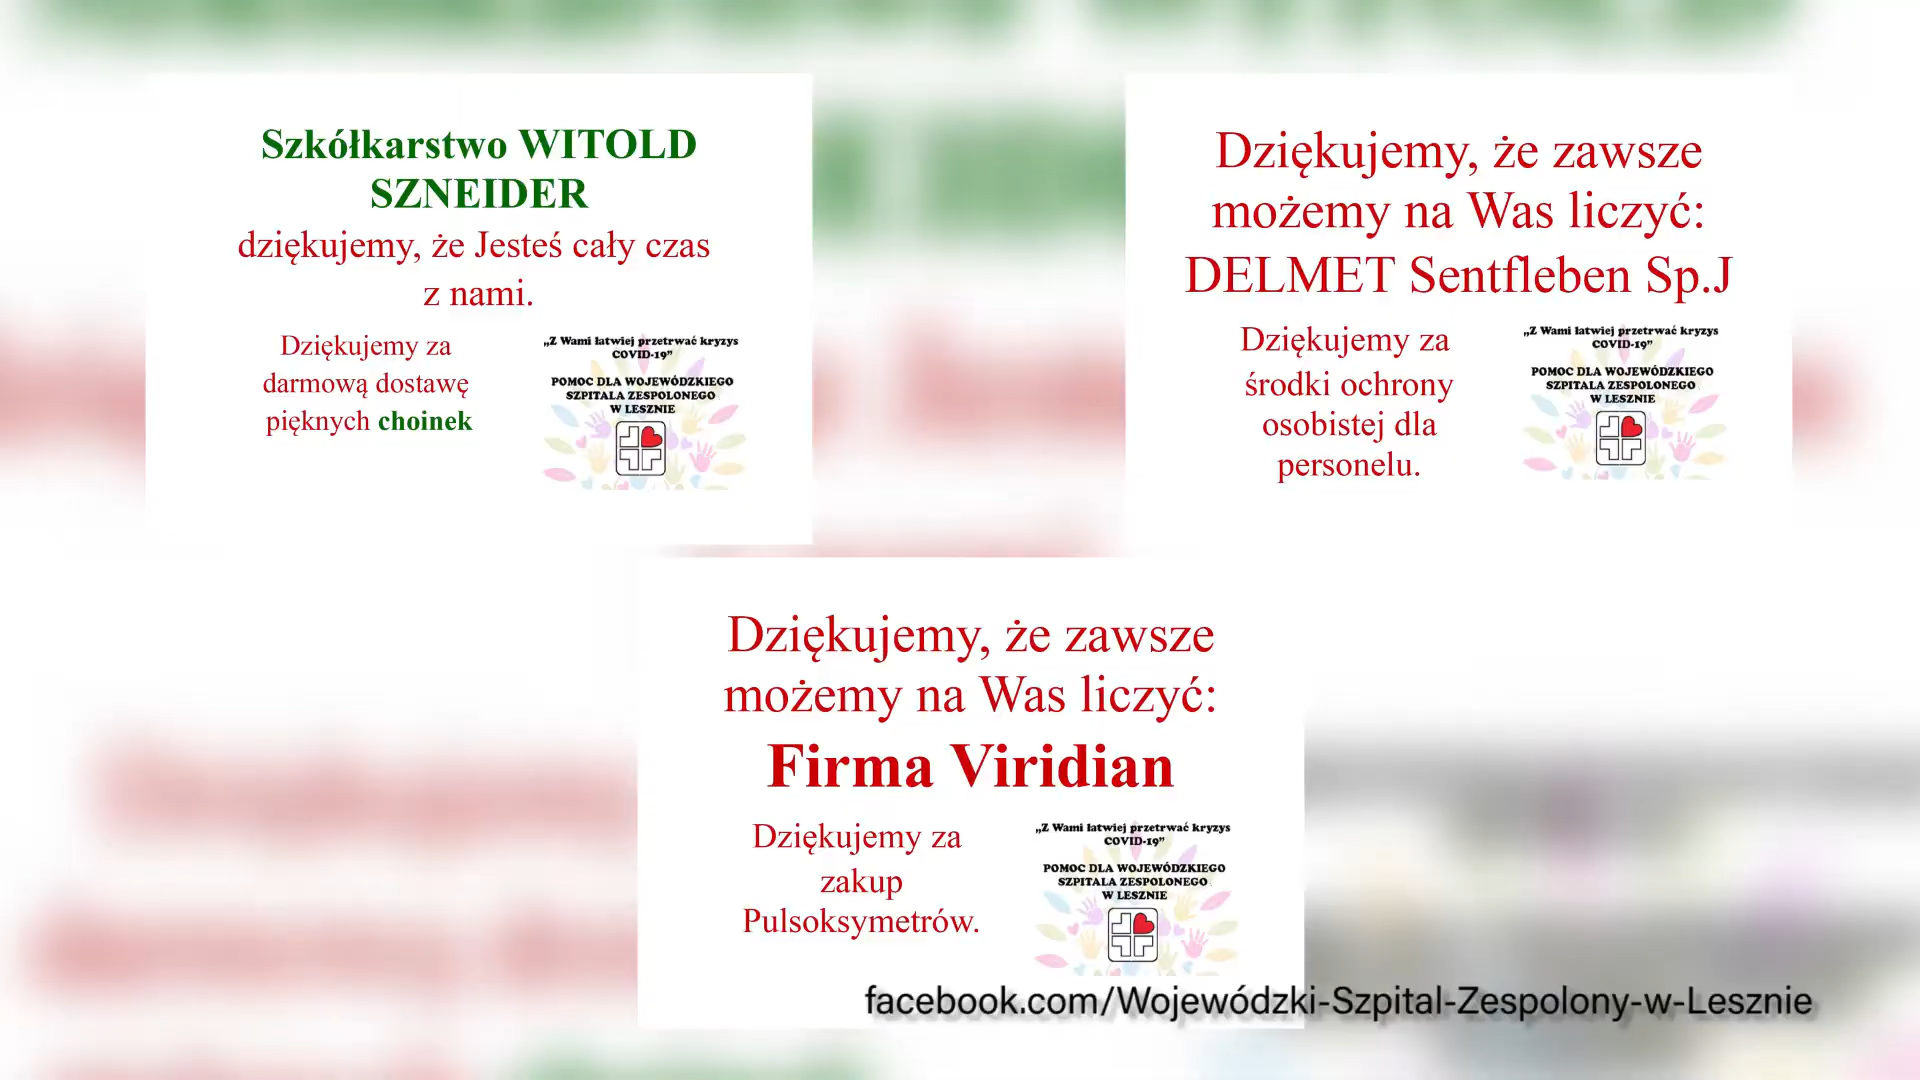 Szkółkarstwo WITOLD
SZNEIDER
dziękujemy, że Jesteś cały czas
z nami.
Dziękujemy za
darmową dostawę
pięknych choinek
„Z Wami łatwiej przetrwać kryzys
COVID-19”
POMOC DLA WOJEWÓDZKIEGO
SZPITALA ZESPOLONEGO
W LESZNIE
Dziękujemy, że zawsze
możemy na Was liczyć:
DELMET Sentfleben Sp.J
Dziękujemy za
środki ochrony
osobistej dla
personelu.
„Z Wami łatwiej przetrwać kryzys
COVID-19”
POMOC DLA WOJEWÓDZKIEGO
SZPITALA ZESPOLONEGO
W LESZNIE
Dziękujemy, że zawsze
możemy na Was liczyć:
Firma Viridian
Dziękujemy za
zakup
Pulsoksymetrów.
„Z Wami łatwiej przetrwać kryzys
COVID-19”
POMOC DLA WOJEWÓDZKIEGO
SZPITALA ZESPOLONEGO
W LESZNIE
facebook.com/Wojewódzki-Szpital-Zespolony-w-Lesznie